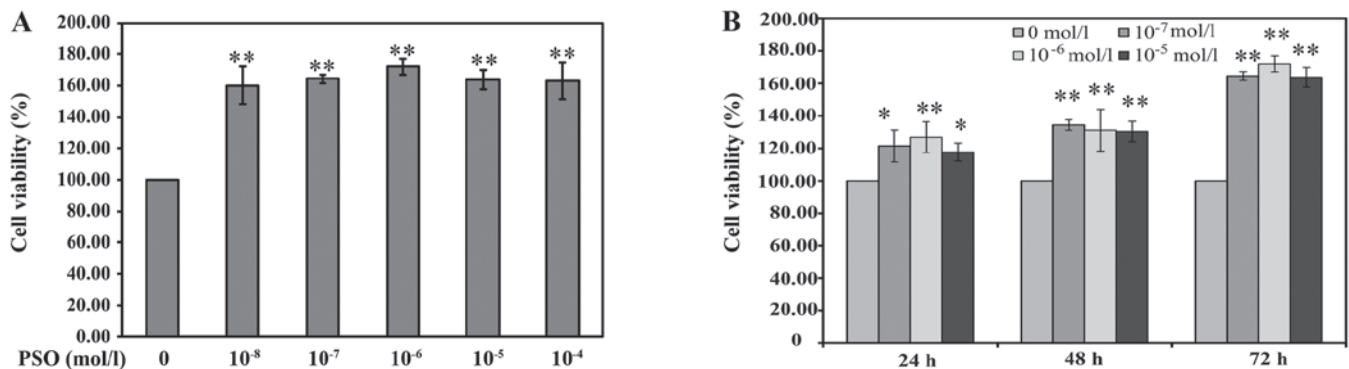 A
Cell viability (%)
200.00
180.00
160.00
140.00
120.00
100.00
80.00
60.00
40.00
20.00
0.00
** ** ** ** **
PSO (mol/l) 0 10⁻⁸ 10⁻⁷ 10⁻⁶ 10⁻⁵ 10⁻⁴
B
Cell viability (%)
200.00
180.00
160.00
140.00
120.00
100.00
80.00
60.00
40.00
20.00
0
0 mol/l 10⁻⁷ mol/l
10⁻⁶ mol/l 10⁻⁵ mol/l
* ** * ** ** ** ** ** **
24 h 48 h 72 h